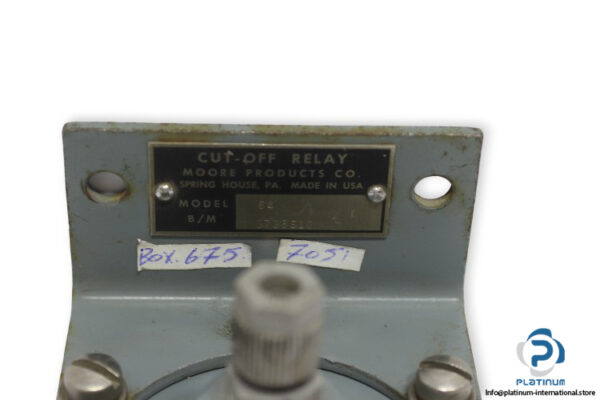 CUT-OFF RELAY
MOORE PRODUCTS CO.
SPRING HOUSE, PA. MADE IN USA
MODEL
B/M
Box.675
7051
PLATINUM
Info@platinum-international.store